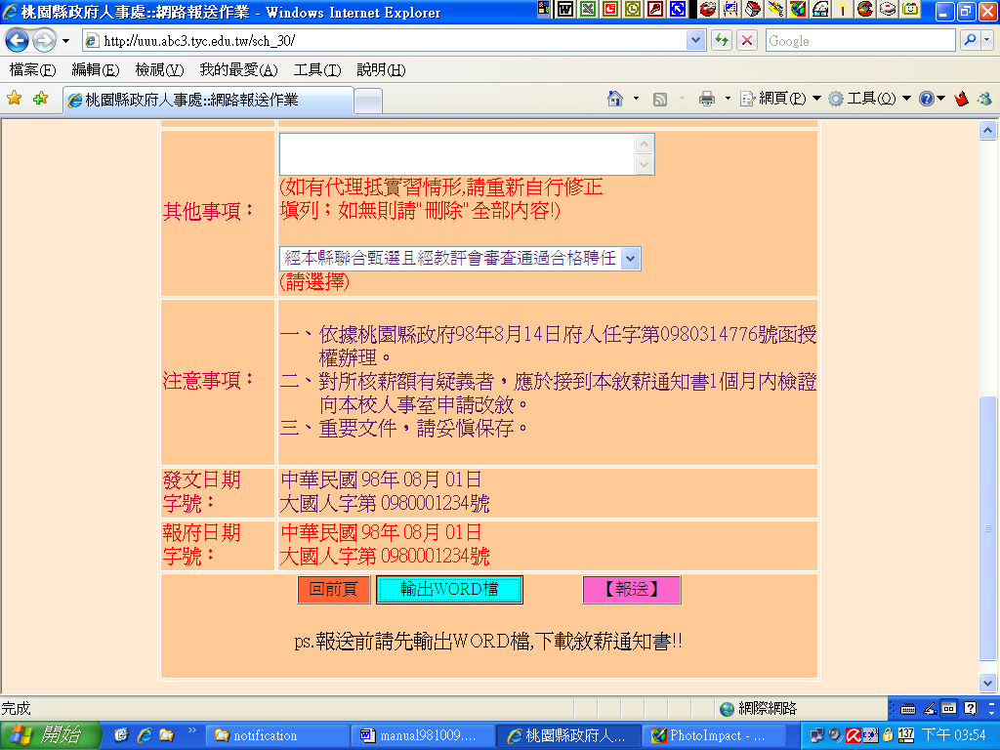 桃園縣政府人事處::網路報送作業 - Windows Internet Explorer
http://uuu.abc3.tyc.edu.tw/sch_30/
Google
檔案(F) 編輯(E) 檢視(V) 我的最愛(A) 工具(T) 說明(H)
桃園縣政府人事處::網路報送作業
網頁(P) 工具(O)
其他事項：
(如有代理抵實習情形,請重新自行修正
填列；如無則請"刪除"全部內容!)
經本縣聯合甄選且經教評會審查通過合格聘任
(請選擇)
注意事項：
一、依據桃園縣政府98年8月14日府人任字第0980314776號函授
權辦理。
二、對所核薪額有疑義者，應於接到本敘薪通知書1個月內檢證
向本校人事室申請改敘。
三、重要文件，請妥慎保存。
發文日期
字號：
中華民國 98年 08月 01日
大國人字第 0980001234號
報府日期
字號：
中華民國 98年 08月 01日
大國人字第 0980001234號
回前頁 輸出WORD檔 【報送】
ps.報送前請先輸出WORD檔,下載敘薪通知書!!
完成
網際網路
開始
notification
manual981009....
桃園縣政府人...
PhotoImpact - ...
137
下午 03:54